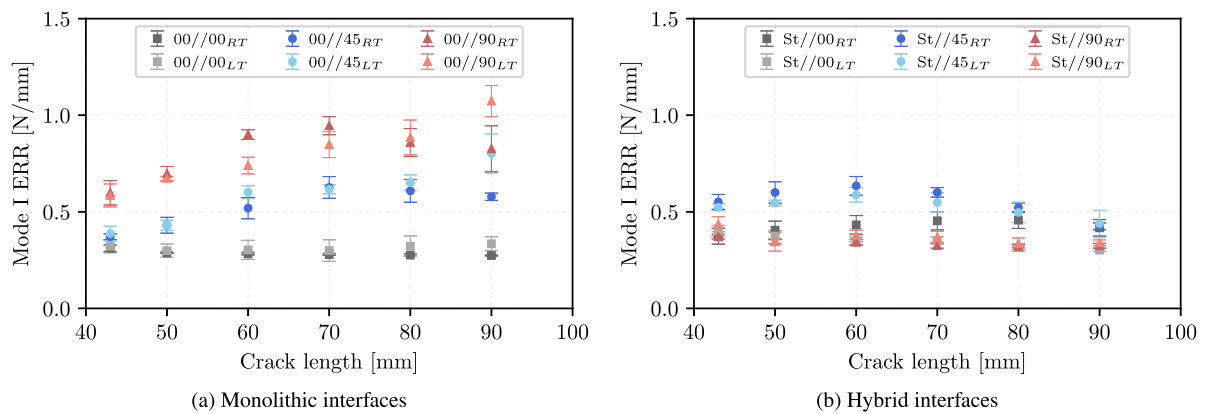 1.5
1.0
0.5
0.0
40 50 60 70 80 90 100
Mode I ERR [N/mm]
Crack length [mm]
00//00RT 00//45RT 00//90RT
00//00LT 00//45LT 00//90LT
(a) Monolithic interfaces
1.5
1.0
0.5
0.0
40 50 60 70 80 90 100
Mode I ERR [N/mm]
Crack length [mm]
St//00RT St//45RT St//90RT
St//00LT St//45LT St//90LT
(b) Hybrid interfaces